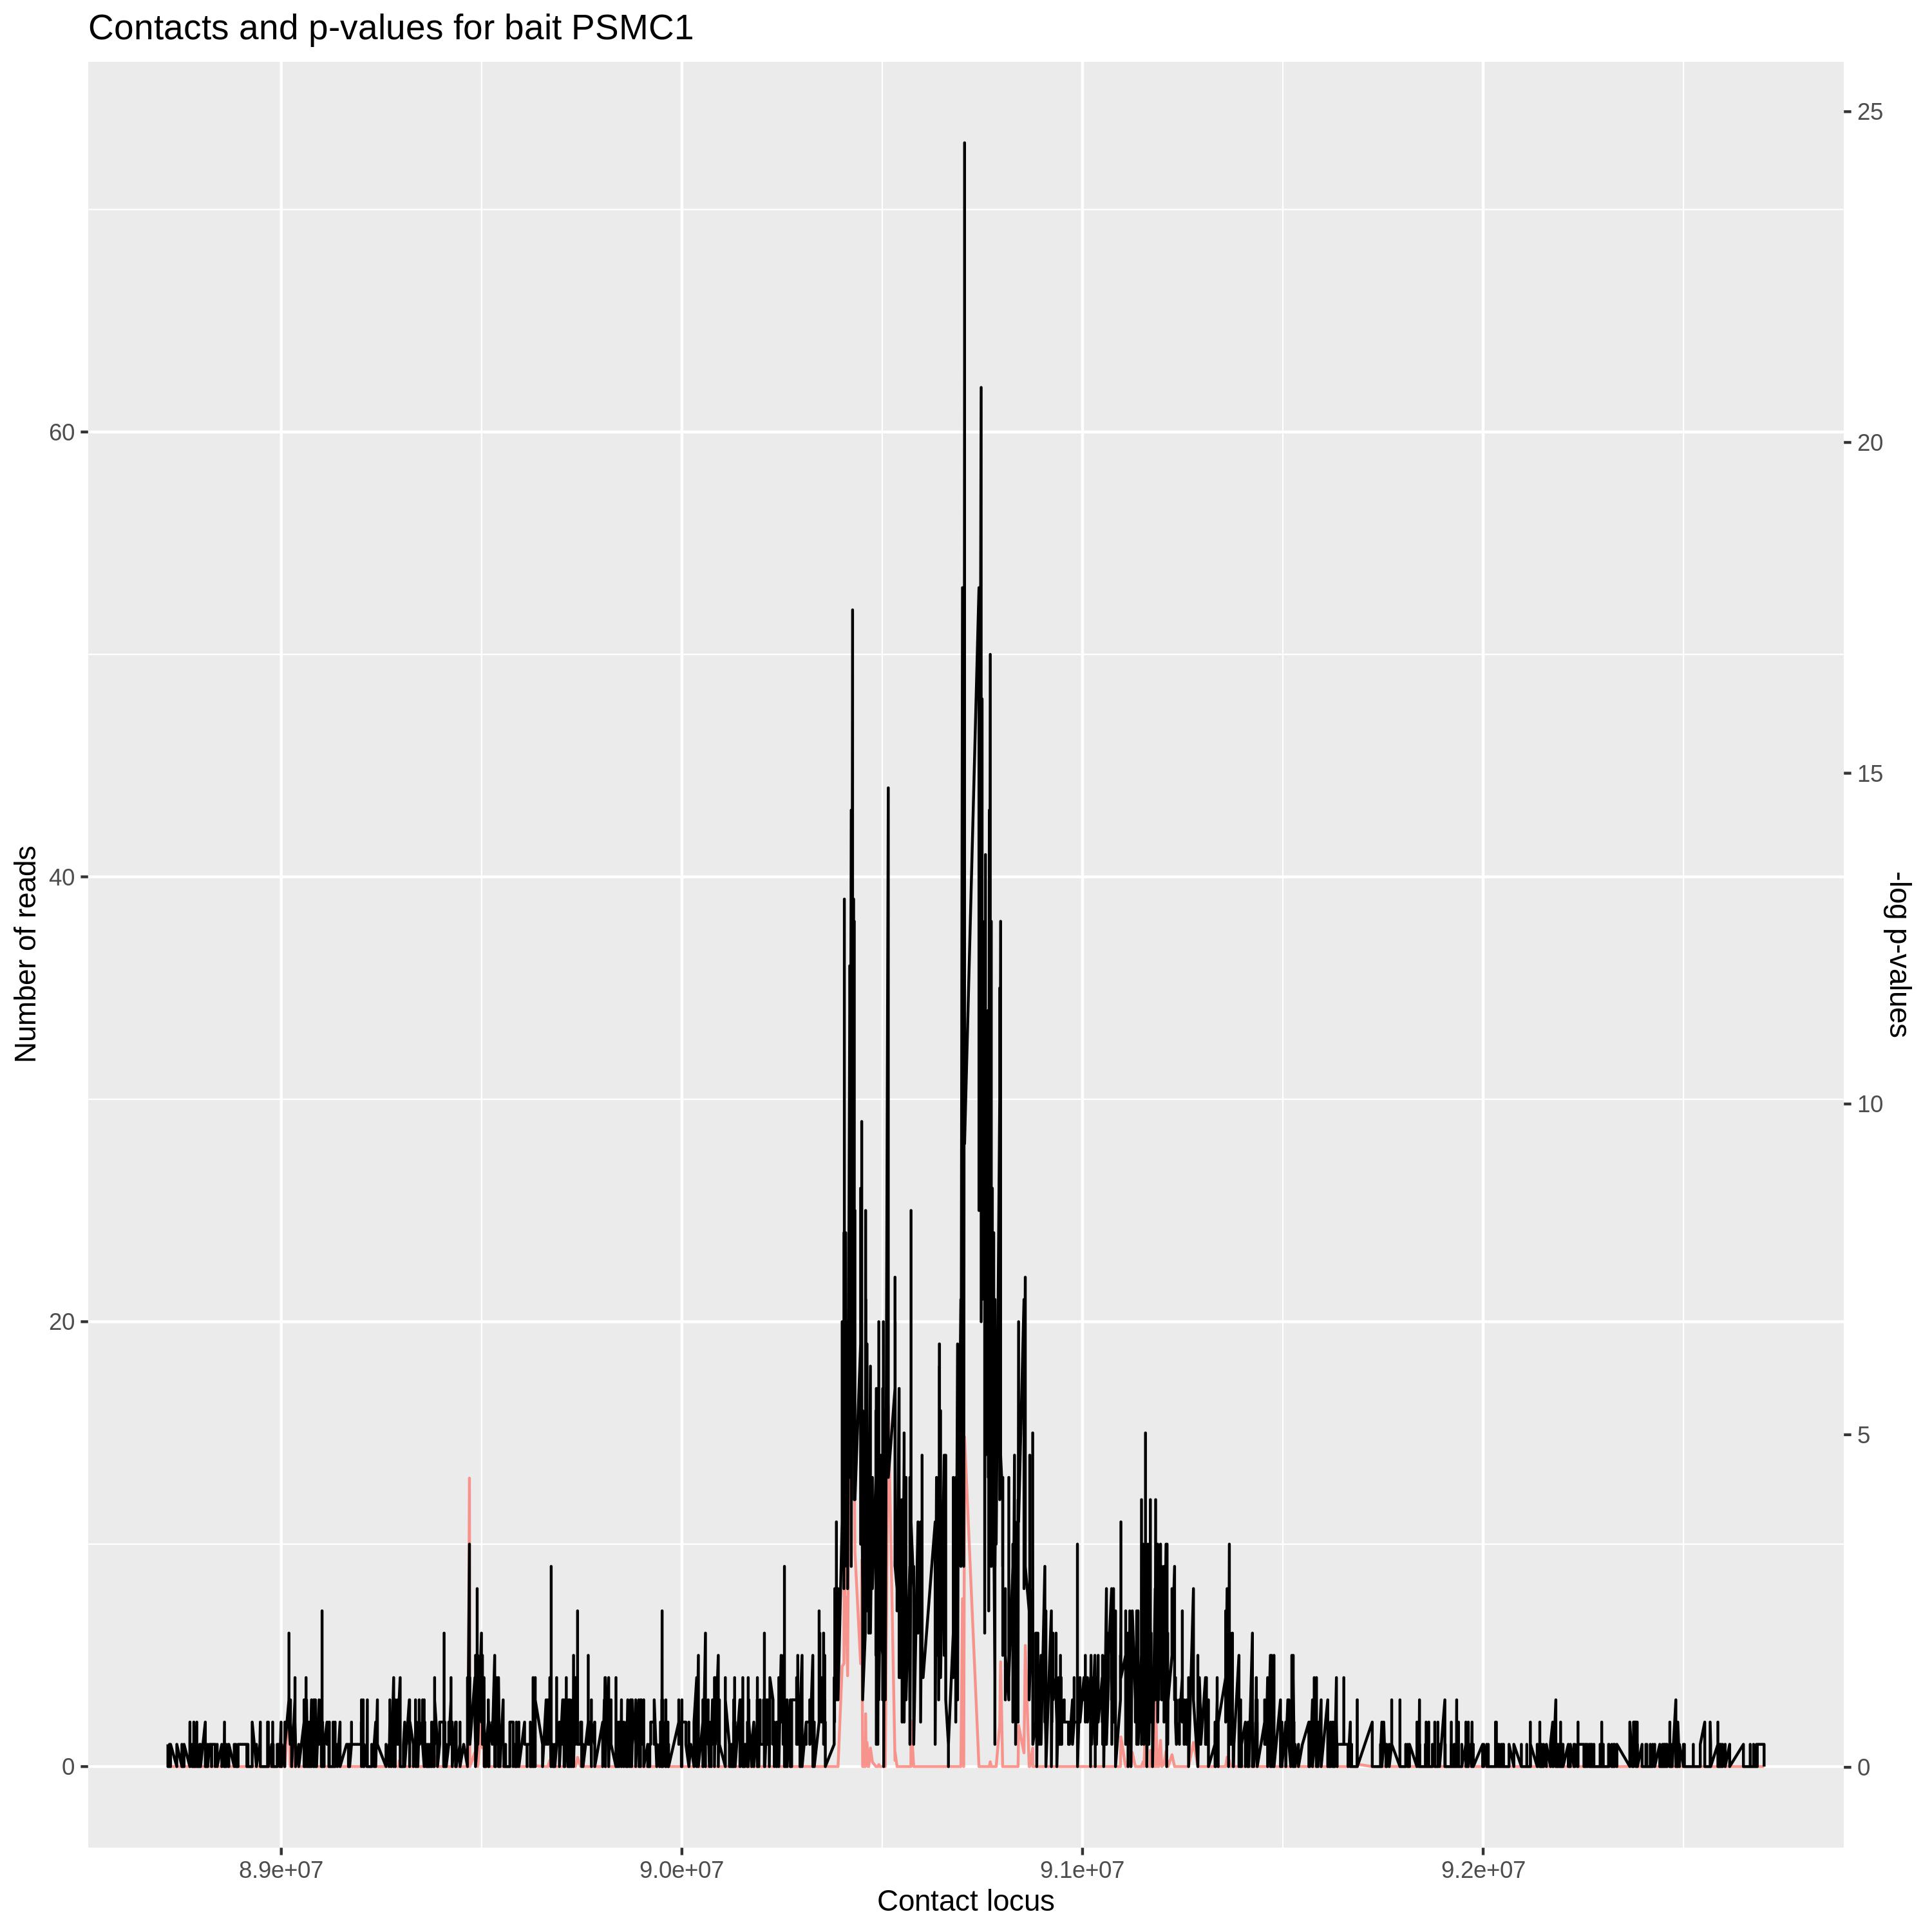 Contacts and p-values for bait PSMC1
25
20
15
10
5
0
60
40
20
0
Number of reads
-log p-values
8.9e+07 9.0e+07 9.1e+07 9.2e+07
Contact locus